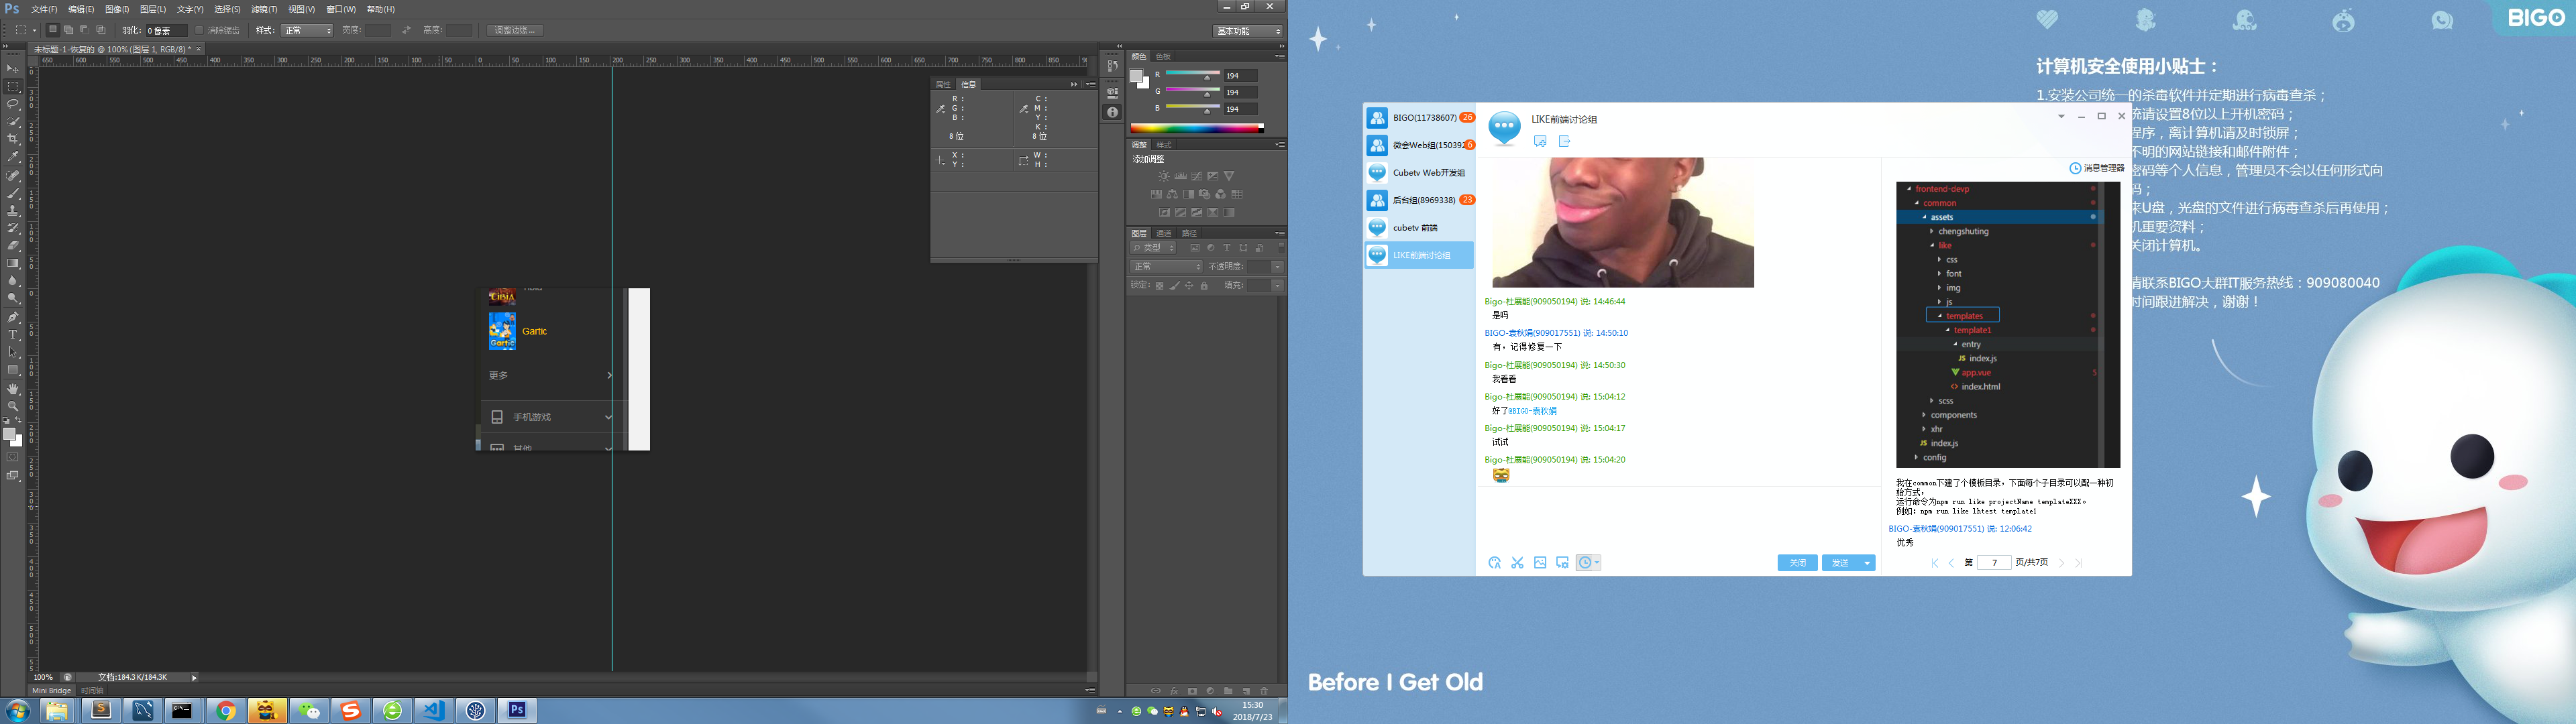 Ps 文件(F) 编辑(E) 图像(I) 图层(L) 文字(Y) 选择(S) 滤镜(T) 视图(V) 窗口(W) 帮助(H)
羽化: 0 像素 消除锯齿 样式: 正常 宽度: 高度: 调整边缘... 基本功能
未标题-1-恢复的 @ 100% (图层 1, RGB/8) * ×
属性 信息
R: C:
G: M:
B: Y:
K:
8 位 8 位
X: W:
Y: H:
颜色 色板
R 194
G 194
B 194
调整 样式
添加调整
图层 通道 路径
类型
正常 不透明度:
锁定: 填充:
Gartic
Gartic
更多
手机游戏
其他
100% 文档:184.3 K/184.3K
Mini Bridge 时间轴
15:30
2018/7/23
BIGO
计算机安全使用小贴士：
1.安装公司统一的杀毒软件并定期进行病毒查杀；
统请设置8位以上开机密码；
程序，离计算机请及时锁屏；
不明的网站链接和邮件附件；
密码等个人信息，管理员不会以任何形式向
码；
来U盘，光盘的文件进行病毒查杀后再使用；
机重要资料；
关闭计算机。
请联系BIGO大群IT服务热线：909080040
时间跟进解决，谢谢！
BIGO(11738607) 26
微会Web组(150392 6
Cubetv Web开发组
后台组(8969338) 23
cubetv 前端
LIKE前端讨论组
LIKE前端讨论组
Bigo-杜展能(909050194) 说: 14:46:44
是吗
BIGO-袁秋娟(909017551) 说: 14:50:10
有，记得修复一下
Bigo-杜展能(909050194) 说: 14:50:30
我看看
Bigo-杜展能(909050194) 说: 15:04:12
好了@BIGO-袁秋娟
Bigo-杜展能(909050194) 说: 15:04:17
试试
Bigo-杜展能(909050194) 说: 15:04:20
关闭 发送
消息管理器
frontend-devp
common
assets
chengshuting
like
css
font
img
js
templates
template1
entry
JS index.js
app.vue 5
index.html
scss
components
xhr
JS index.js
config
我在common下建了个模板目录，下面每个子目录可以配一种初
始方式，
运行命令为npm run like projectName templateXXX。
例如: npm run like lhtest template1
BIGO-袁秋娟(909017551) 说: 12:06:42
优秀
第 7 页/共7页
Before I Get Old